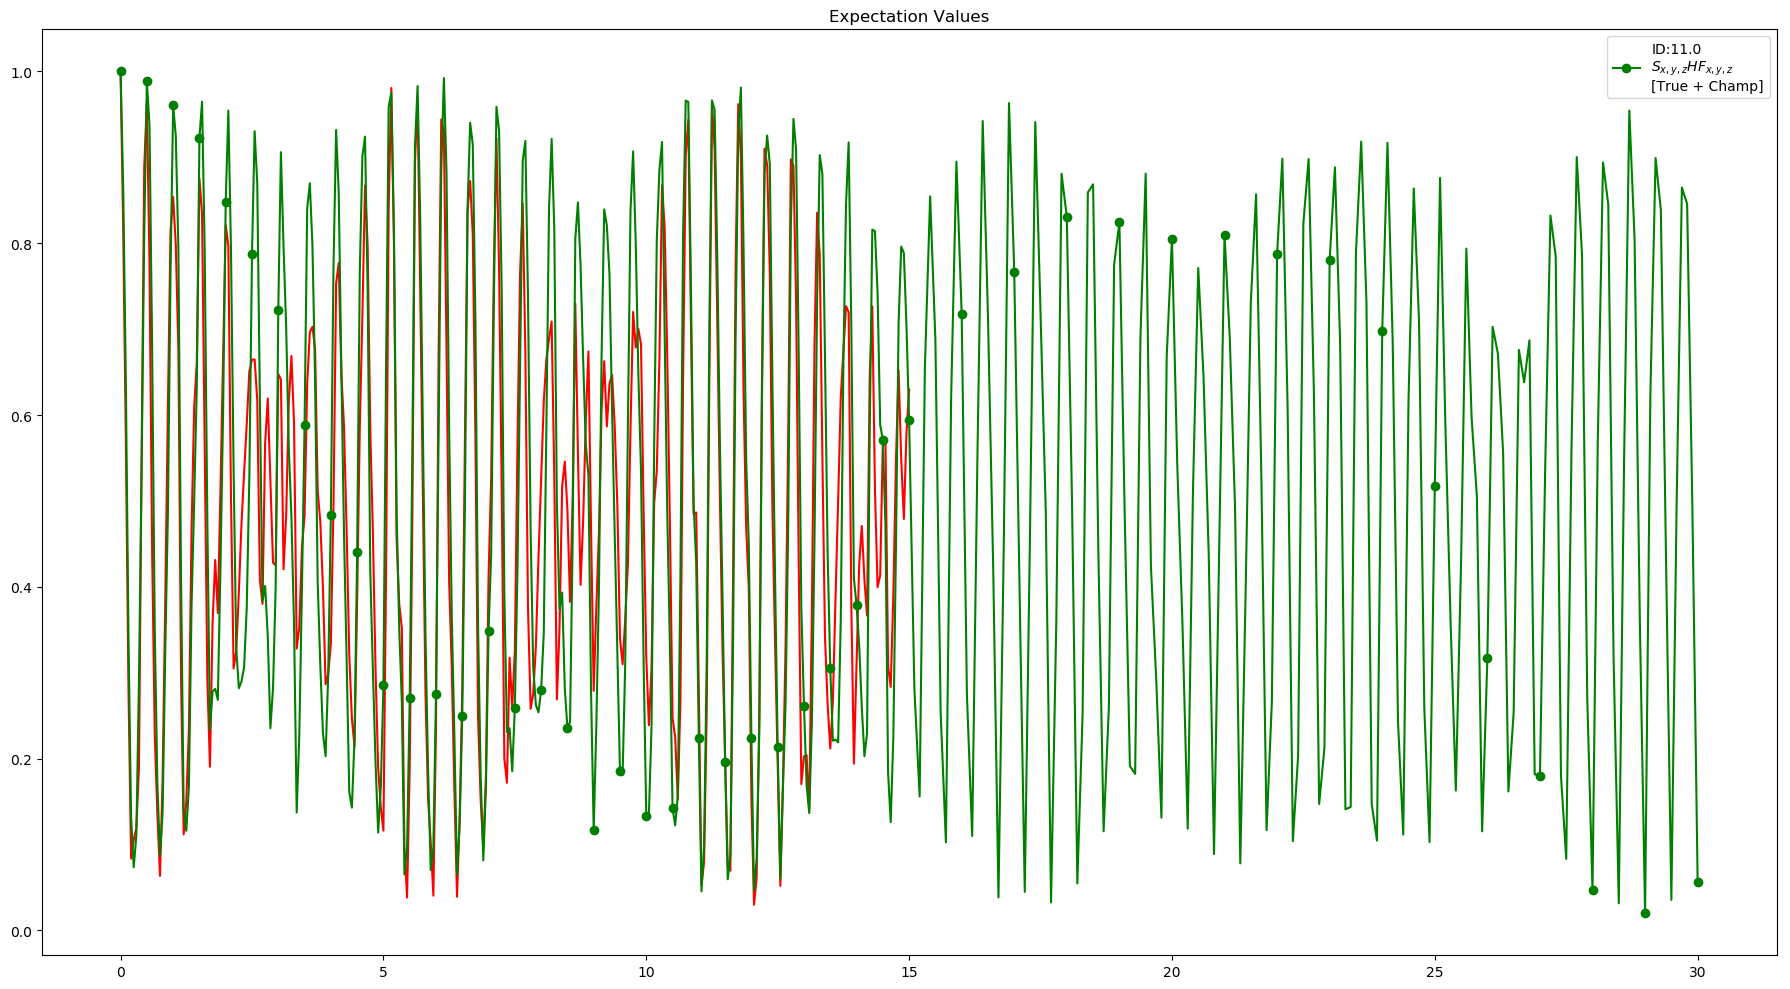 Expectation Values
ID:11.0
$S_{x,y,z}HF_{x,y,z}$
[True + Champ]
1.0
0.8
0.6
0.4
0.2
0.0
0 5 10 15 20 25 30